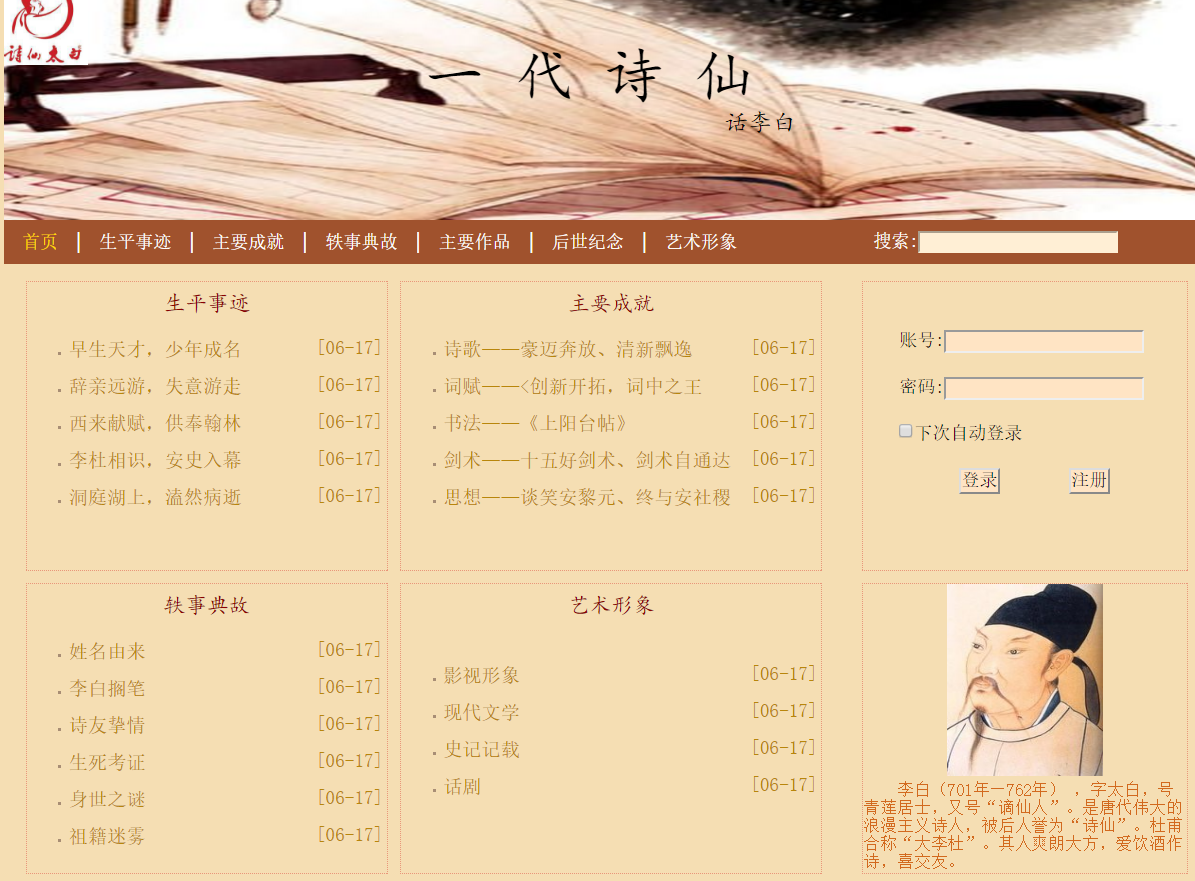 诗仙太白
一代诗仙
话李白
首页 | 生平事迹 | 主要成就 | 轶事典故 | 主要作品 | 后世纪念 | 艺术形象 搜索:
生平事迹
. 早生天才，少年成名 [06-17]
. 辞亲远游，失意游走 [06-17]
. 西来献赋，供奉翰林 [06-17]
. 李杜相识，安史入幕 [06-17]
. 洞庭湖上，溘然病逝 [06-17]
主要成就
. 诗歌——豪迈奔放、清新飘逸 [06-17]
. 词赋——<创新开拓，词中之王 [06-17]
. 书法——《上阳台帖》 [06-17]
. 剑术——十五好剑术、剑术自通达 [06-17]
. 思想——谈笑安黎元、终与安社稷 [06-17]
账号:
密码:
下次自动登录
登录 注册
轶事典故
. 姓名由来 [06-17]
. 李白搁笔 [06-17]
. 诗友挚情 [06-17]
. 生死考证 [06-17]
. 身世之谜 [06-17]
. 祖籍迷雾 [06-17]
艺术形象
. 影视形象 [06-17]
. 现代文学 [06-17]
. 史记记载 [06-17]
. 话剧 [06-17]
李白（701年—762年） ，字太白，号
青莲居士，又号“谪仙人”。是唐代伟大的
浪漫主义诗人，被后人誉为“诗仙”。杜甫
合称“大李杜”。其人爽朗大方，爱饮酒作
诗，喜交友。